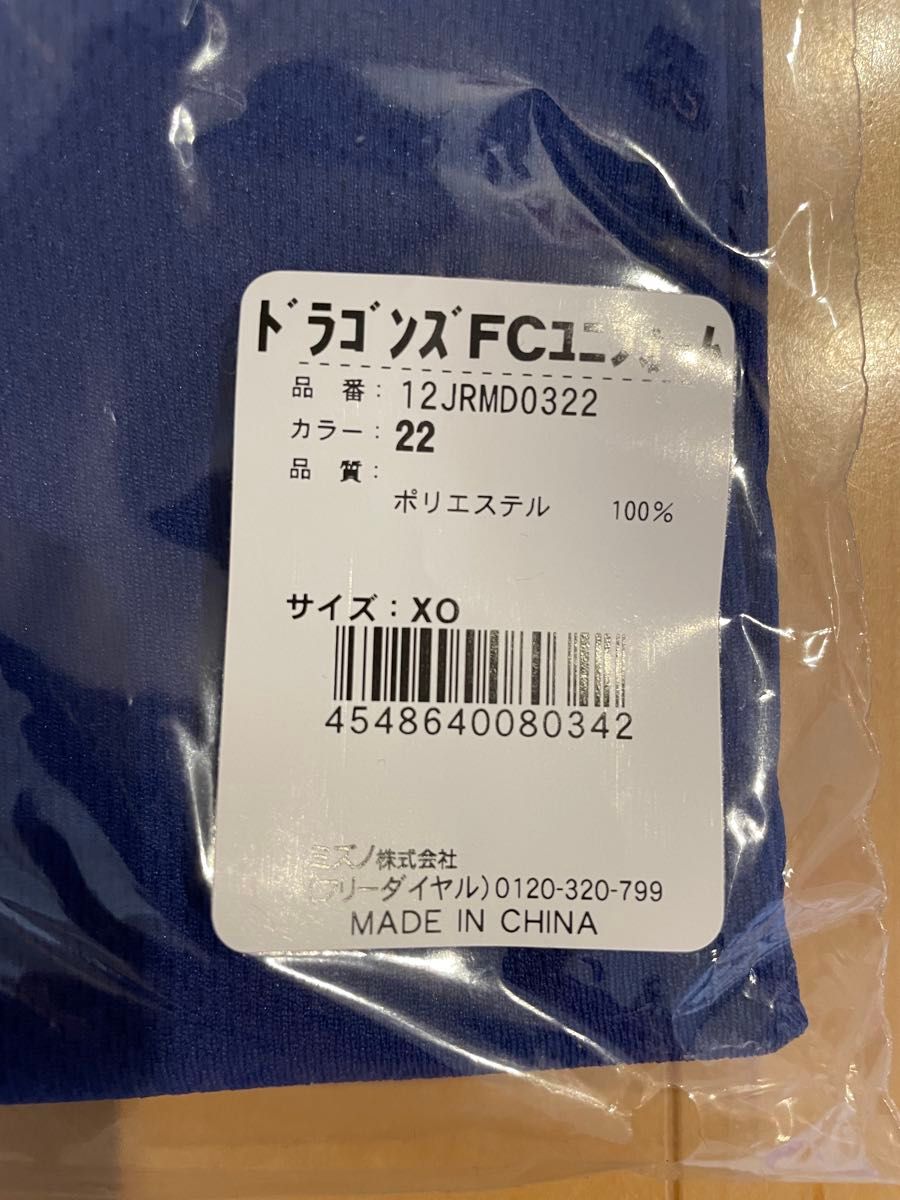 ﾄﾞﾗｺﾞﾝｽﾞFCﾕﾆﾌｫｰﾑ
品 番: 12JRMD0322
カラー: 22
品 質:
ポリエステル 100%
サイズ: XO
4548640080342
ミズノ株式会社
(フリーダイヤル)0120-320-799
MADE IN CHINA